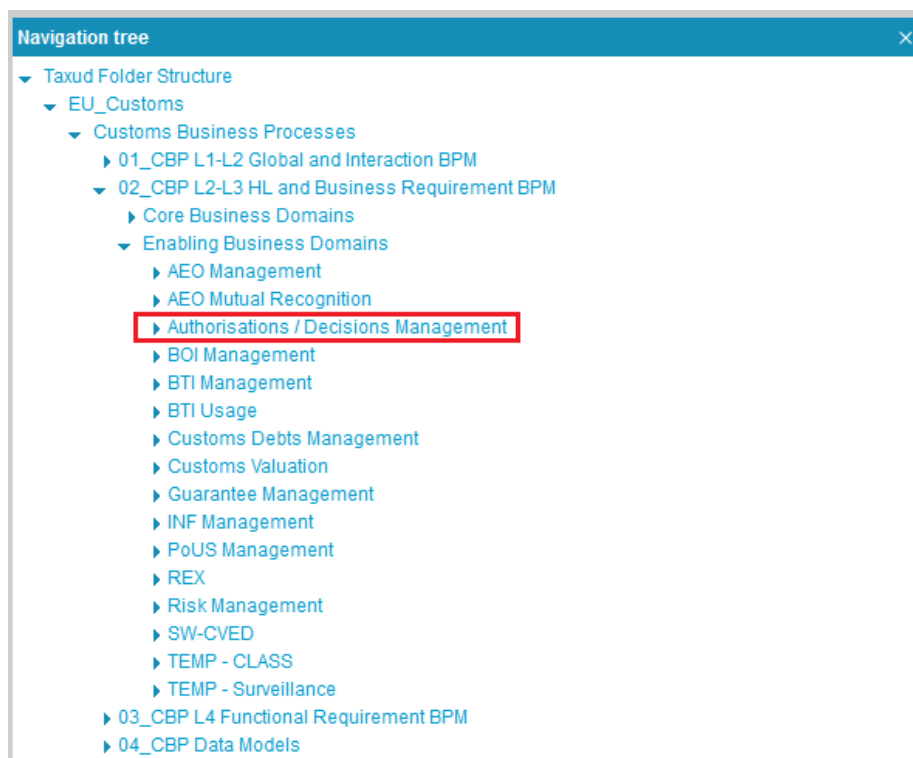 Navigation tree
Taxud Folder Structure
EU_Customs
Customs Business Processes
01_CBP L1-L2 Global and Interaction BPM
02_CBP L2-L3 HL and Business Requirement BPM
Core Business Domains
Enabling Business Domains
AEO Management
AEO Mutual Recognition
Authorisations / Decisions Management
BOI Management
BTI Management
BTI Usage
Customs Debts Management
Customs Valuation
Guarantee Management
INF Management
PoUS Management
REX
Risk Management
SW-CVED
TEMP - CLASS
TEMP - Surveillance
03_CBP L4 Functional Requirement BPM
04_CBP Data Models